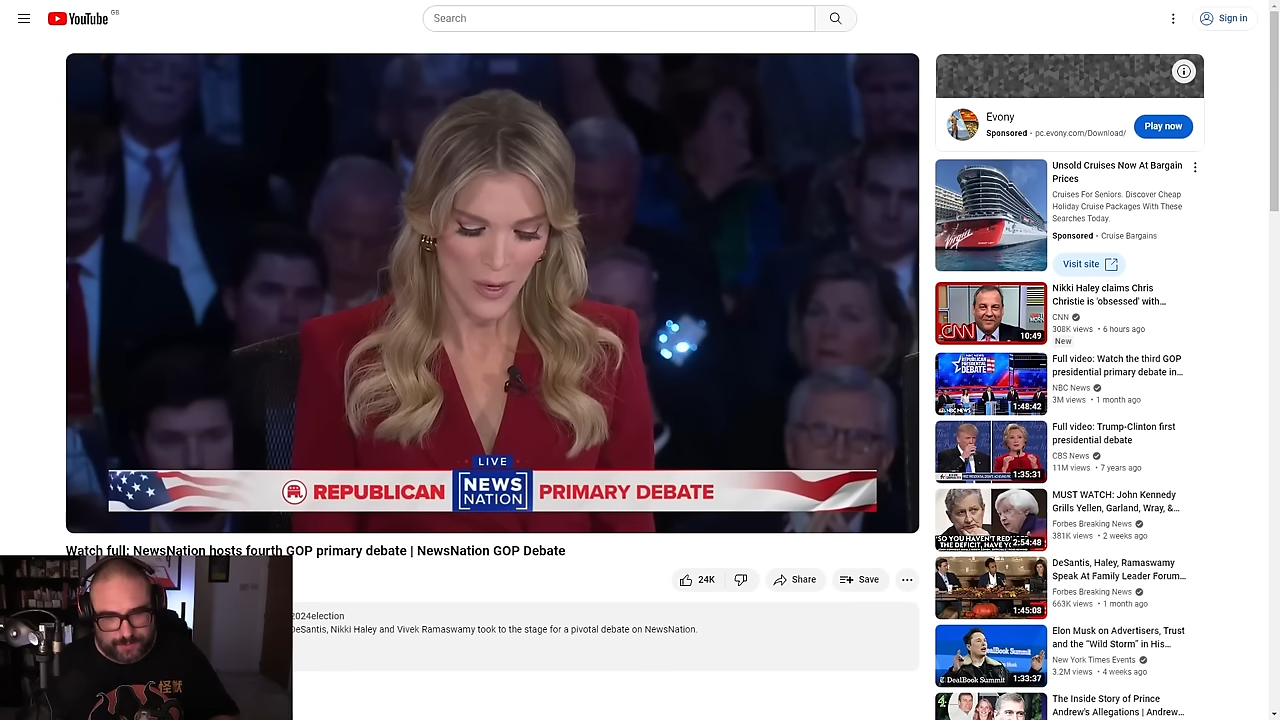 YouTube GB
Search
Sign in
LIVE
REPUBLICAN NEWS NATION PRIMARY DEBATE
Watch full: NewsNation hosts fourth GOP primary debate | NewsNation GOP Debate
24K
Share
Save
2024election
DeSantis, Nikki Haley and Vivek Ramaswamy took to the stage for a pivotal debate on NewsNation.
怪獣
Evony
Sponsored · pc.evony.com/Download/
Play now
Virgin
Unsold Cruises Now At Bargain
Prices
Cruises For Seniors. Discover Cheap
Holiday Cruise Packages With These
Searches Today.
Sponsored · Cruise Bargains
Visit site
CNN
10:49
Nikki Haley claims Chris
Christie is 'obsessed' with…
CNN
308K views • 6 hours ago
New
1:48:42
Full video: Watch the third GOP
presidential primary debate in…
NBC News
3M views • 1 month ago
1:35:31
Full video: Trump-Clinton first
presidential debate
CBS News
11M views • 7 years ago
2:54:48
MUST WATCH: John Kennedy
Grills Yellen, Garland, Wray, &…
Forbes Breaking News
381K views • 2 weeks ago
1:45:08
DeSantis, Haley, Ramaswamy
Speak At Family Leader Forum…
Forbes Breaking News
663K views • 1 month ago
DealBook Summit
1:33:37
Elon Musk on Advertisers, Trust
and the “Wild Storm” in His…
New York Times Events
3.2M views • 4 weeks ago
The Inside Story of Prince
Andrew's Allegations | Andrew…